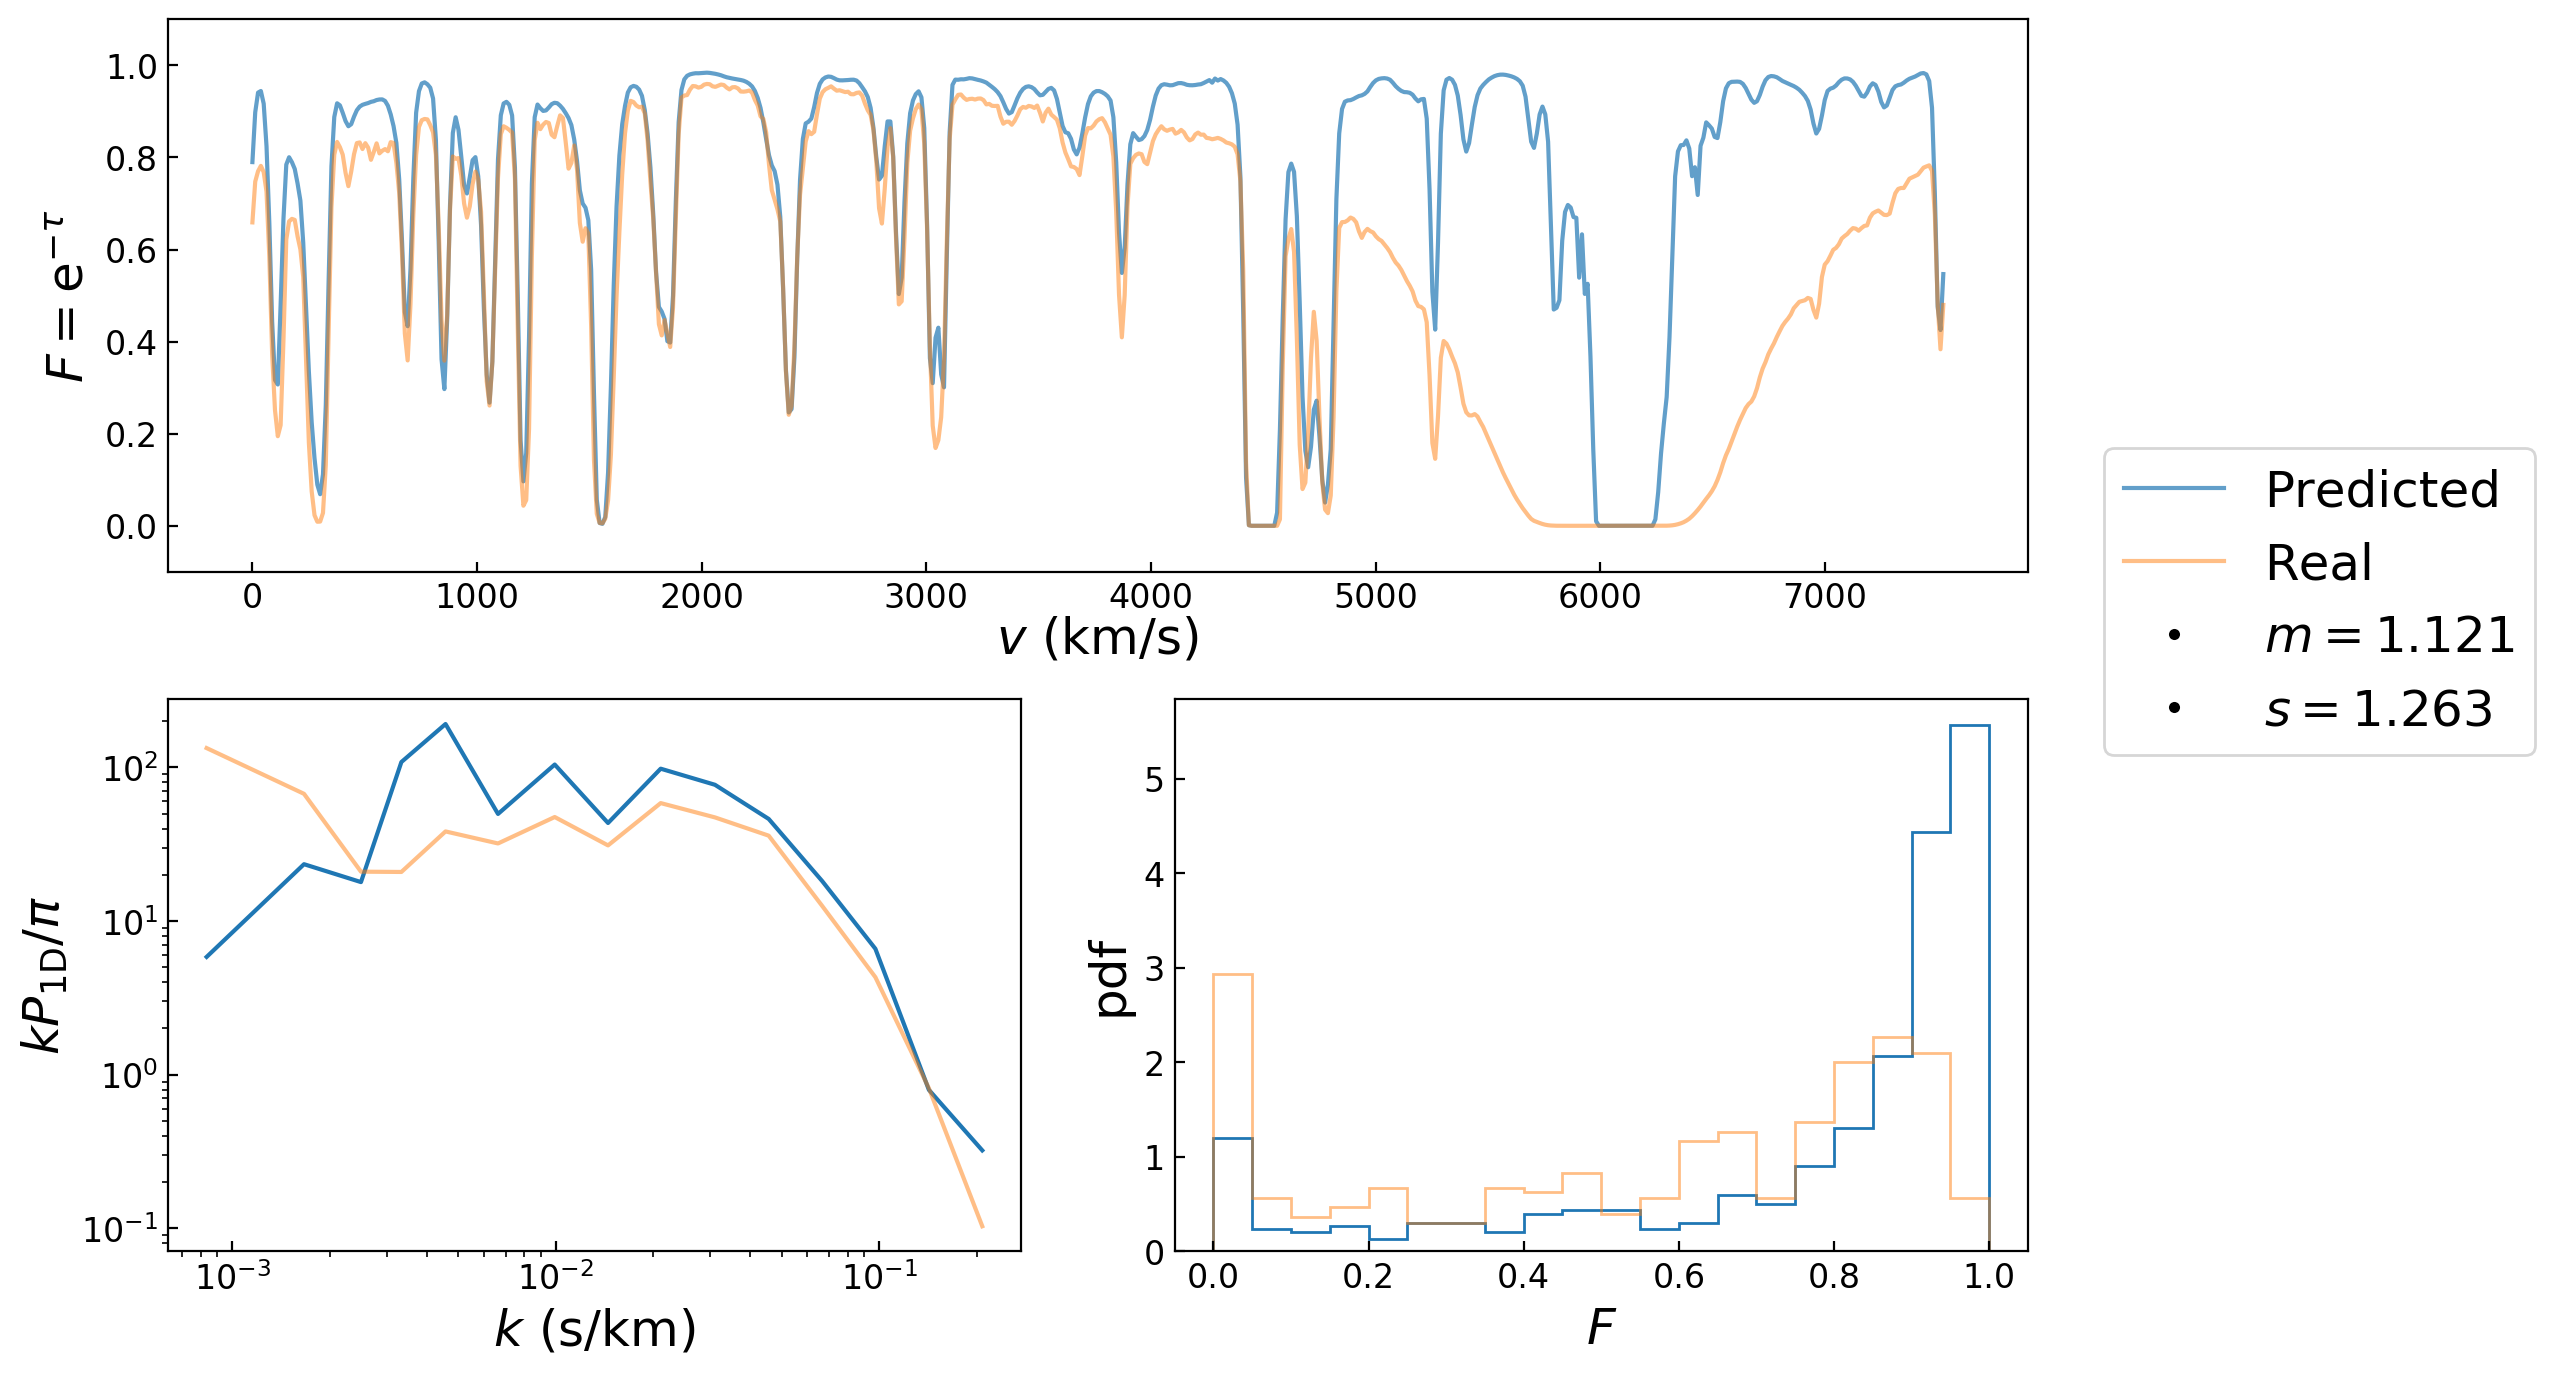 F = e^{-τ}
1.0
0.8
0.6
0.4
0.2
0.0
0 1000 2000 3000 4000 5000 6000 7000
v (km/s)
Predicted
Real
m = 1.121
s = 1.263
kP_{1D}/π
10^2
10^1
10^0
10^{-1}
10^{-3} 10^{-2} 10^{-1}
k (s/km)
pdf
5
4
3
2
1
0
0.0 0.2 0.4 0.6 0.8 1.0
F